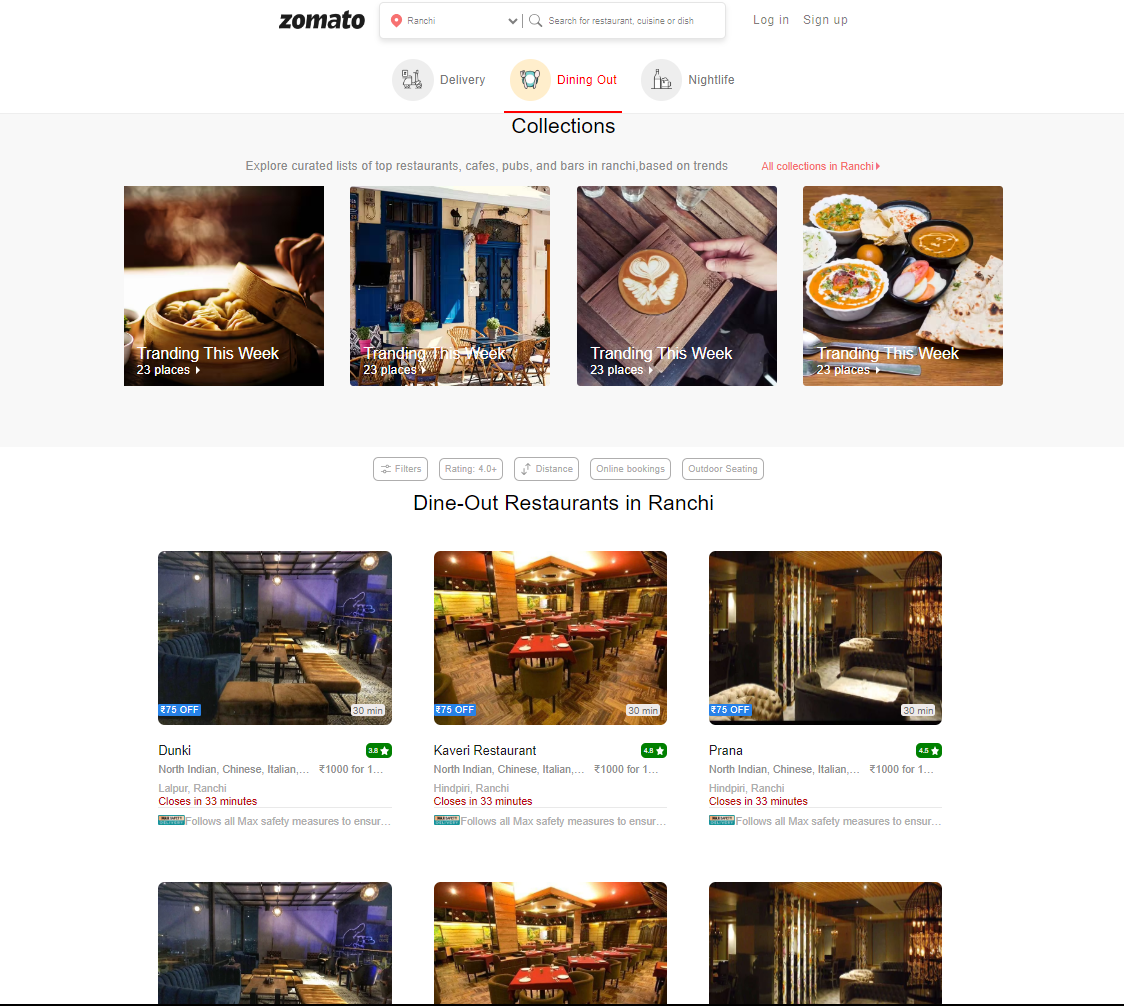 zomato
Ranchi
Search for restaurant, cuisine or dish
Log in
Sign up
Delivery
Dining Out
Nightlife
Collections
Explore curated lists of top restaurants, cafes, pubs, and bars in ranchi,based on trends
All collections in Ranchi
Tranding This Week
23 places
Tranding This Week
23 places
Tranding This Week
23 places
Tranding This Week
23 places
Filters
Rating: 4.0+
Distance
Online bookings
Outdoor Seating
Dine-Out Restaurants in Ranchi
₹75 OFF
30 min
₹75 OFF
30 min
₹75 OFF
30 min
Dunki
3.8
North Indian, Chinese, Italian,...
₹1000 for 1...
Lalpur, Ranchi
Closes in 33 minutes
Follows all Max safety measures to ensur...
Kaveri Restaurant
4.8
North Indian, Chinese, Italian,...
₹1000 for 1...
Hindpiri, Ranchi
Closes in 33 minutes
Follows all Max safety measures to ensur...
Prana
4.5
North Indian, Chinese, Italian,...
₹1000 for 1...
Hindpiri, Ranchi
Closes in 33 minutes
Follows all Max safety measures to ensur...